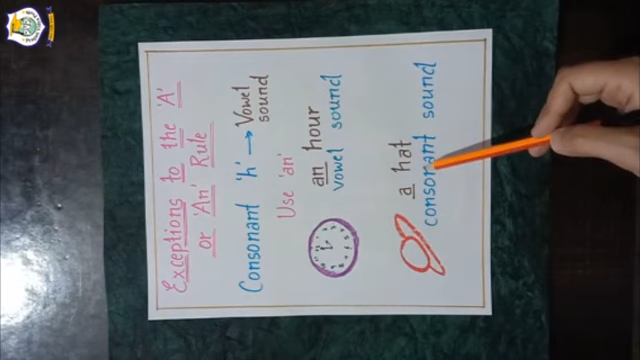 Exceptions to the 'A'
or 'An' Rule
Consonant 'h' → Vowel sound
Use 'an'
an hour
vowel sound
a hat
consonant sound